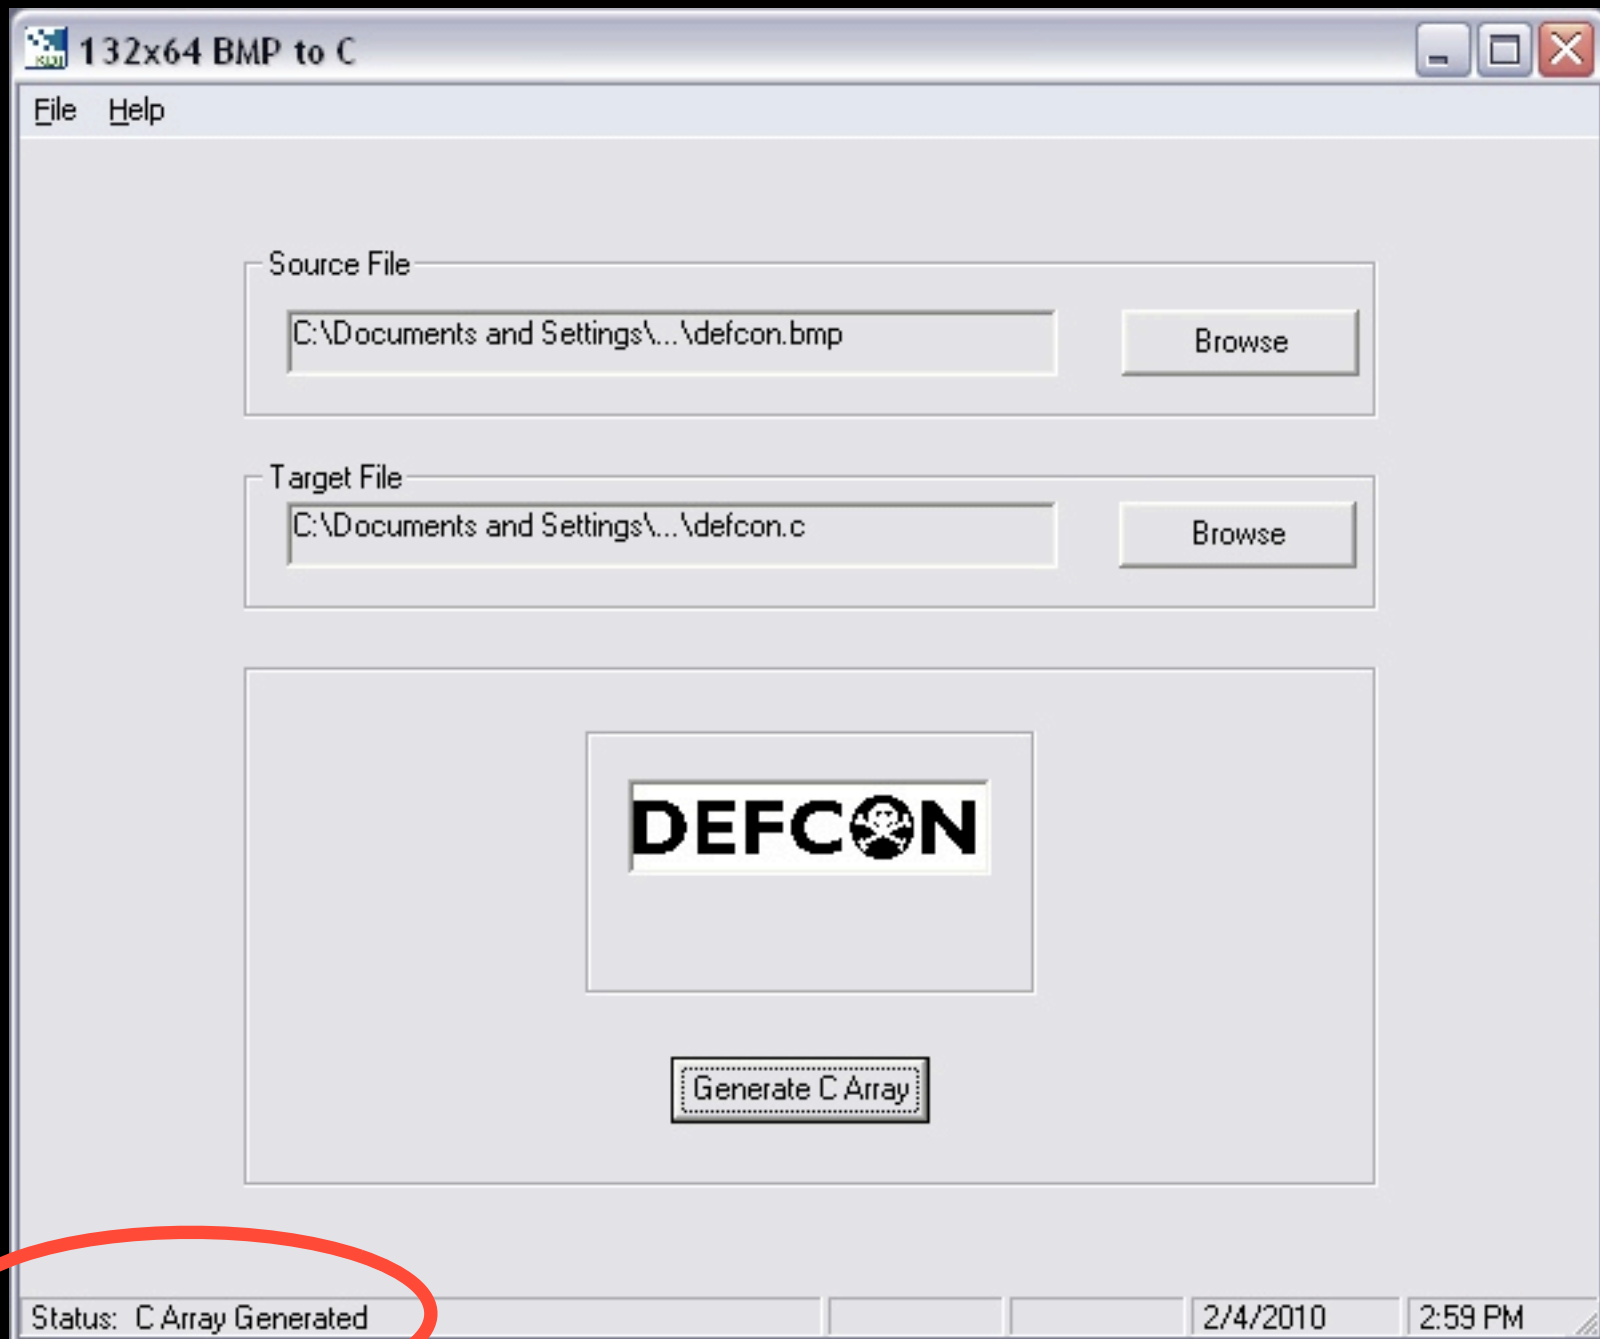 132x64 BMP to C
File Help
Source File
C:\Documents and Settings\...\defcon.bmp
Browse
Target File
C:\Documents and Settings\...\defcon.c
Browse
DEFCON
Generate C Array
Status: C Array Generated
2/4/2010
2:59 PM